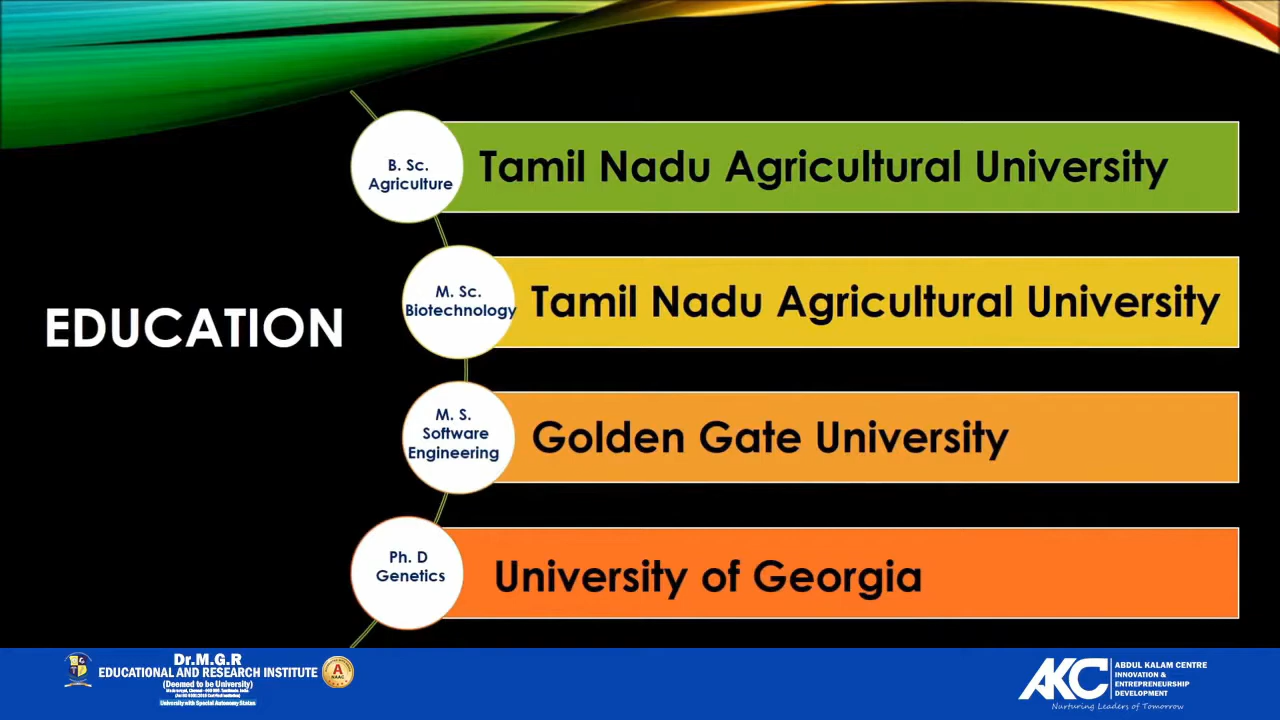 B. Sc.
Agriculture
Tamil Nadu Agricultural University
M. Sc.
Biotechnology
Tamil Nadu Agricultural University
EDUCATION
M. S.
Software
Engineering
Golden Gate University
Ph. D
Genetics
University of Georgia
Dr.M.G.R
EDUCATIONAL AND RESEARCH INSTITUTE
(Deemed to be University)
University with Special Autonomy Status
A
NAAC
AKC
ABDUL KALAM CENTRE
INNOVATION &
ENTREPRENEURSHIP
DEVELOPMENT
Nurturing Leaders of Tomorrow